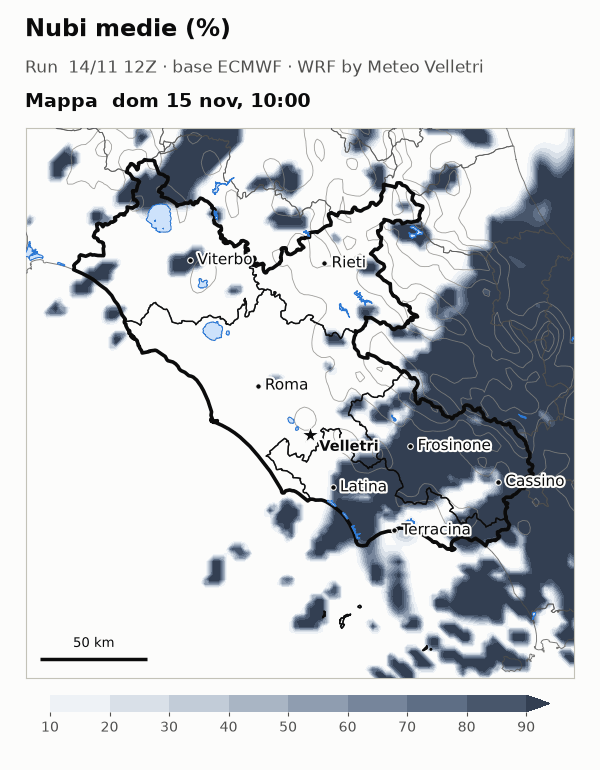 Nubi medie (%)
Run  14/11 12Z · base ECMWF · WRF by Meteo Velletri
Mappa  dom 15 nov, 10:00
Viterbo
Rieti
Roma
Velletri
Frosinone
Cassino
Latina
Terracina
50 km
10 20 30 40 50 60 70 80 90